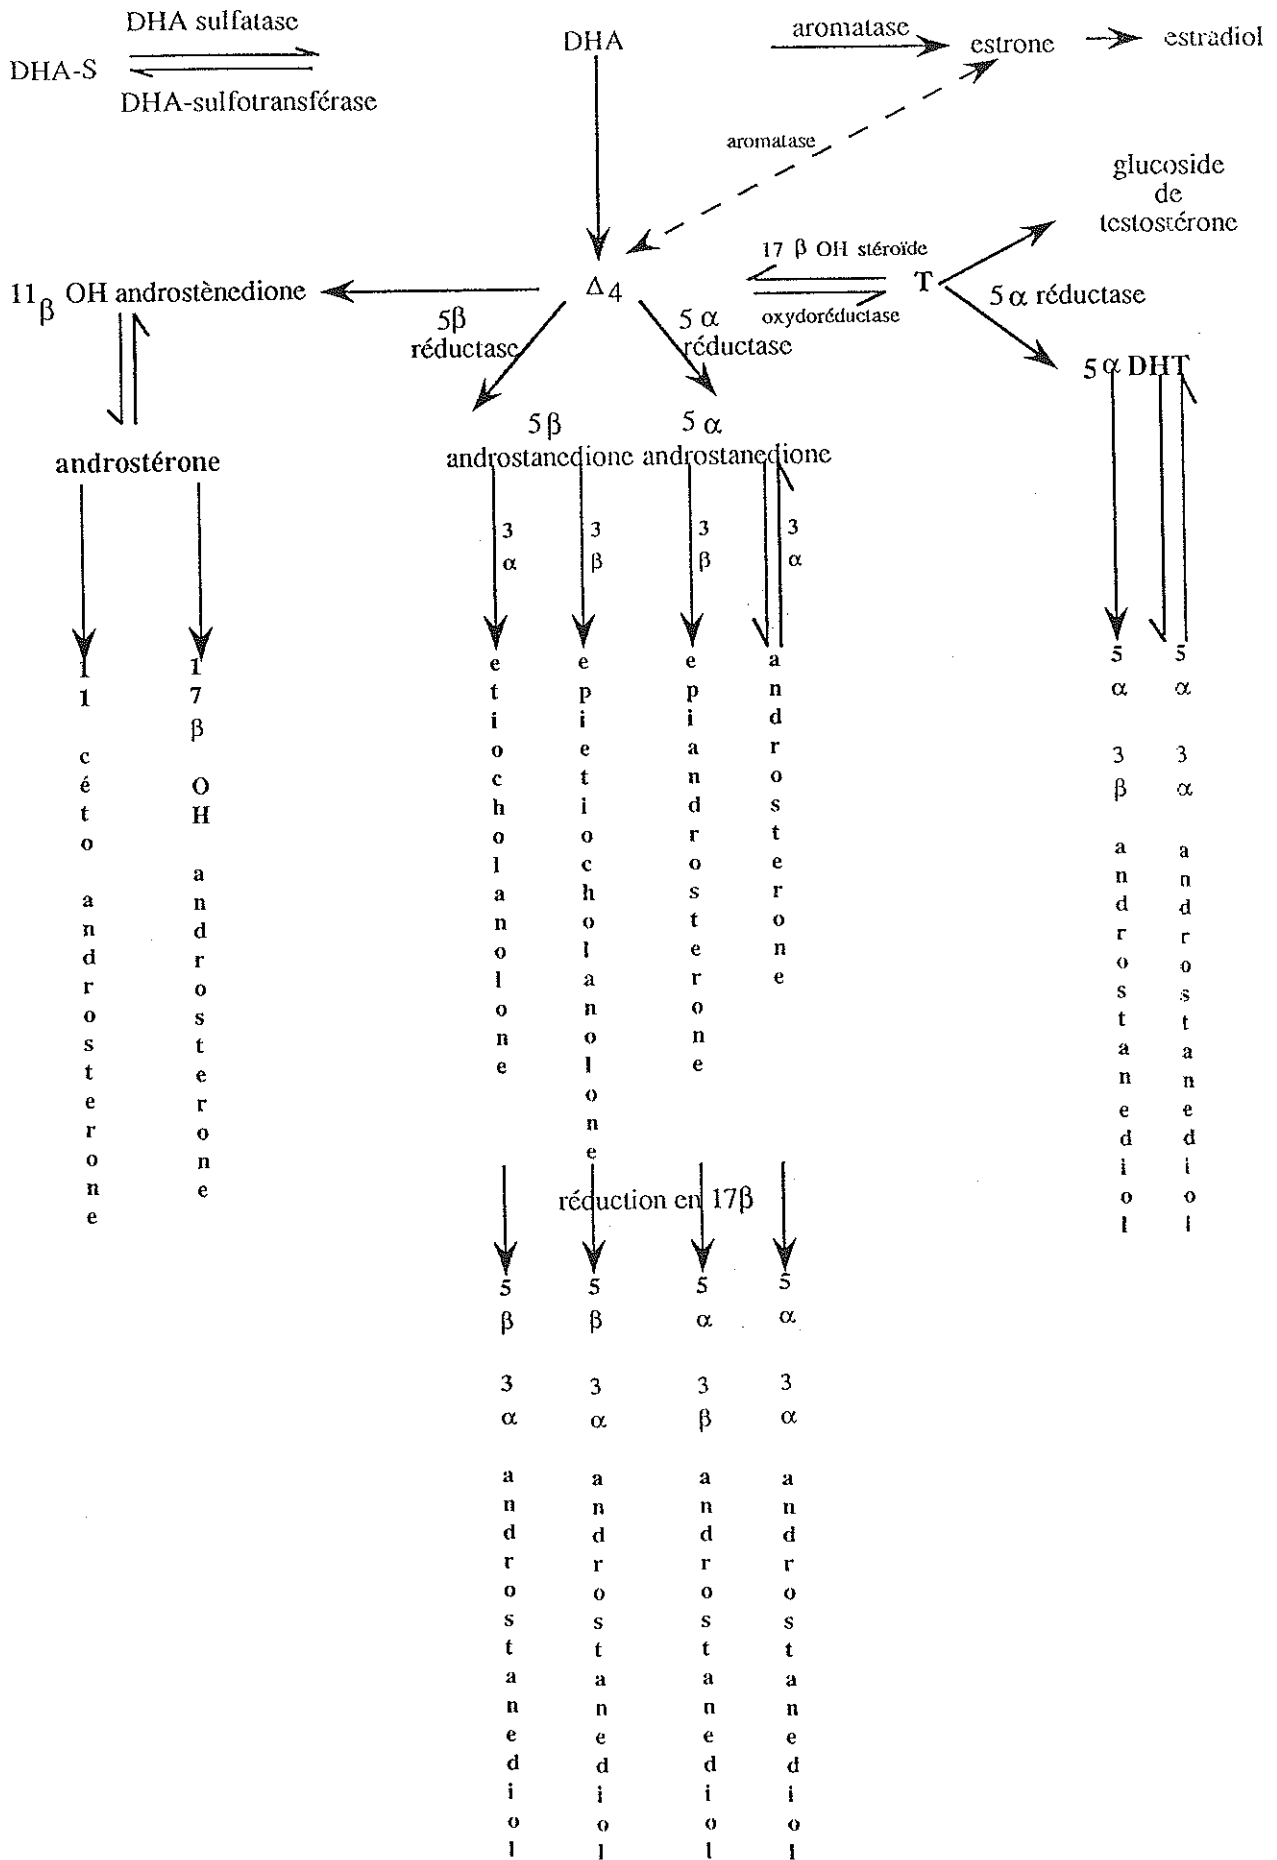 DHA sulfatase
DHA-S
DHA-sulfotransférase
DHA
aromatase
estrone
estradiol
aromatase
glucoside
de
testostérone
11β OH androstènedione
Δ4
17 β OH stéroïde
oxydoréductase
T
5 α réductase
5β
réductase
5 α
réductase
5 α DHT
androstérone
5β
androstanedione
5 α
androstanedione
3 α
3 β
3 β
3 α
11 céto androsterone
17 β OH androsterone
etiocholanolone
epietiocholanolone
epiandrosterone
androsterone
5 α 3 β androstanediol
5 α 3 α androstanediol
réduction en 17β
5 β 3 α androstanediol
5 β 3 α androstanediol
5 α 3 β androstanediol
5 α 3 α androstanediol